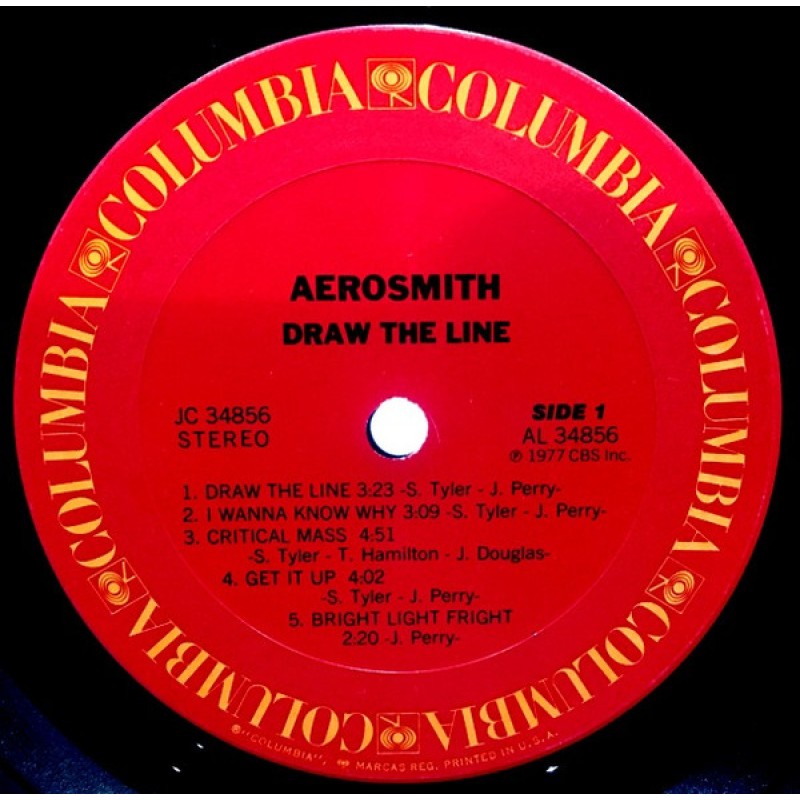 COLUMBIA COLUMBIA COLUMBIA COLUMBIA COLUMBIA COLUMBIA COLUMBIA COLUMBIA
AEROSMITH
DRAW THE LINE
JC 34856
STEREO
SIDE 1
AL 34856
℗ 1977 CBS Inc.
1. DRAW THE LINE 3:23 -S. Tyler - J. Perry-
2. I WANNA KNOW WHY 3:09 -S. Tyler - J. Perry-
3. CRITICAL MASS 4:51
-S. Tyler - T. Hamilton - J. Douglas-
4. GET IT UP 4:02
-S. Tyler - J. Perry-
5. BRIGHT LIGHT FRIGHT
2:20 -J. Perry-
®"COLUMBIA", MARCAS REG. PRINTED IN U.S.A.